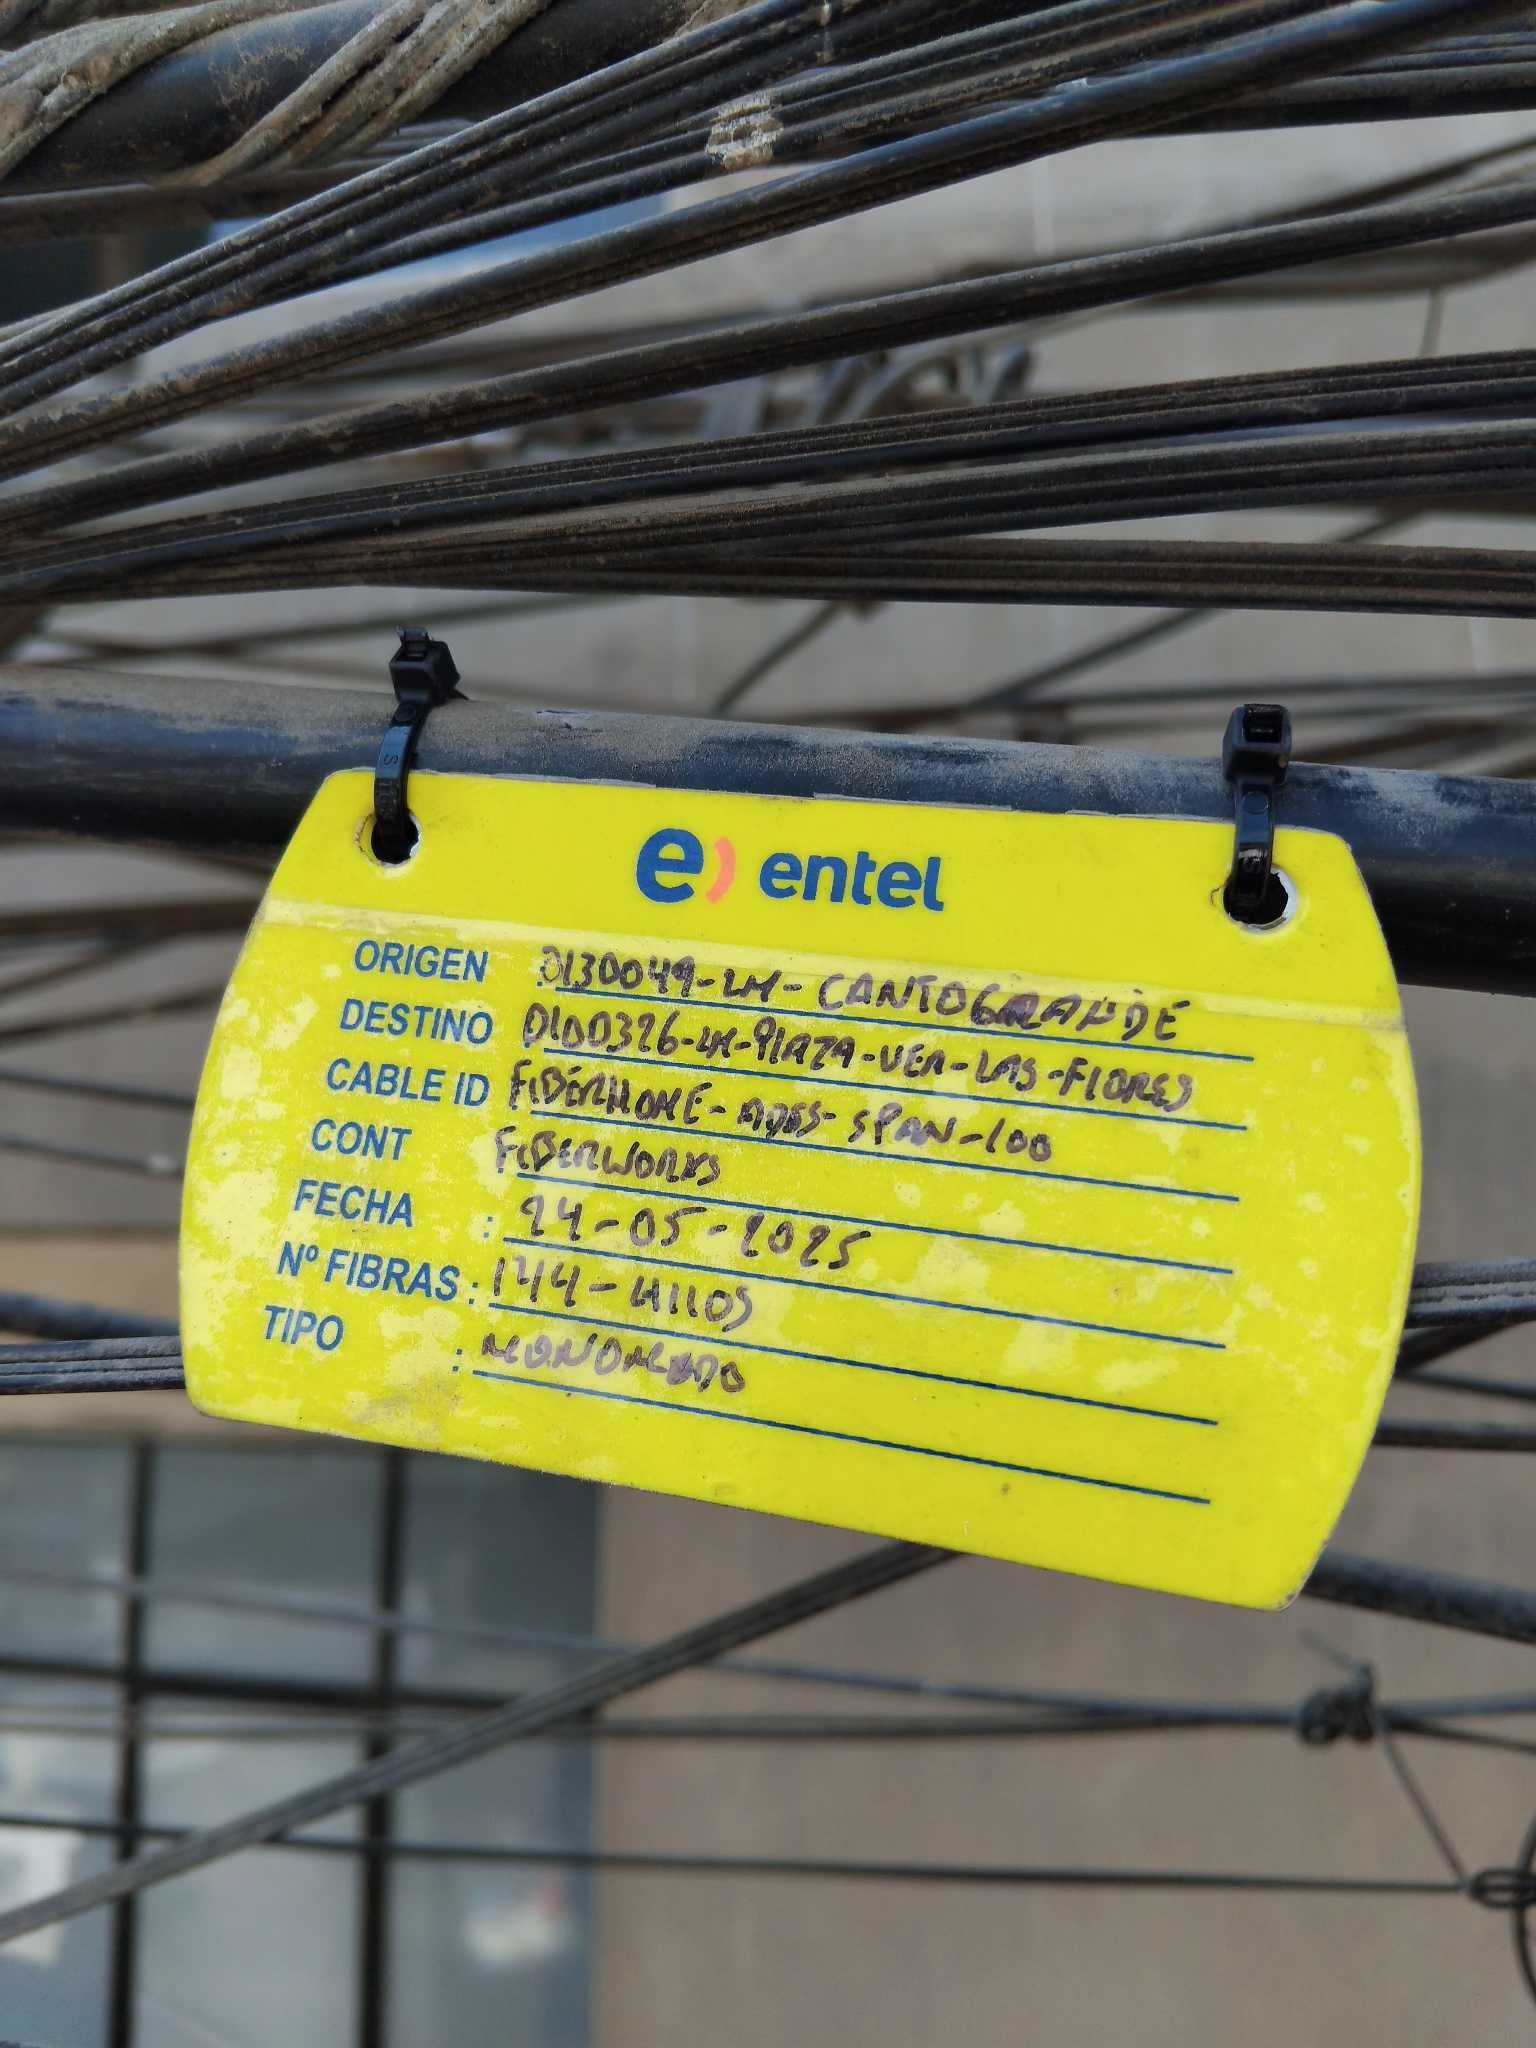 e) entel
ORIGEN : 0130049-LM-CANTOGRANDE
DESTINO : 0100326-LM-PLAZA-VEA-LAS-FLORES
CABLE ID : FIBERHOME-ADSS-SPAN-100
CONT : FIBERWORKS
FECHA : 24-05-2025
Nº FIBRAS : 144-HILOS
TIPO : MONOMODO